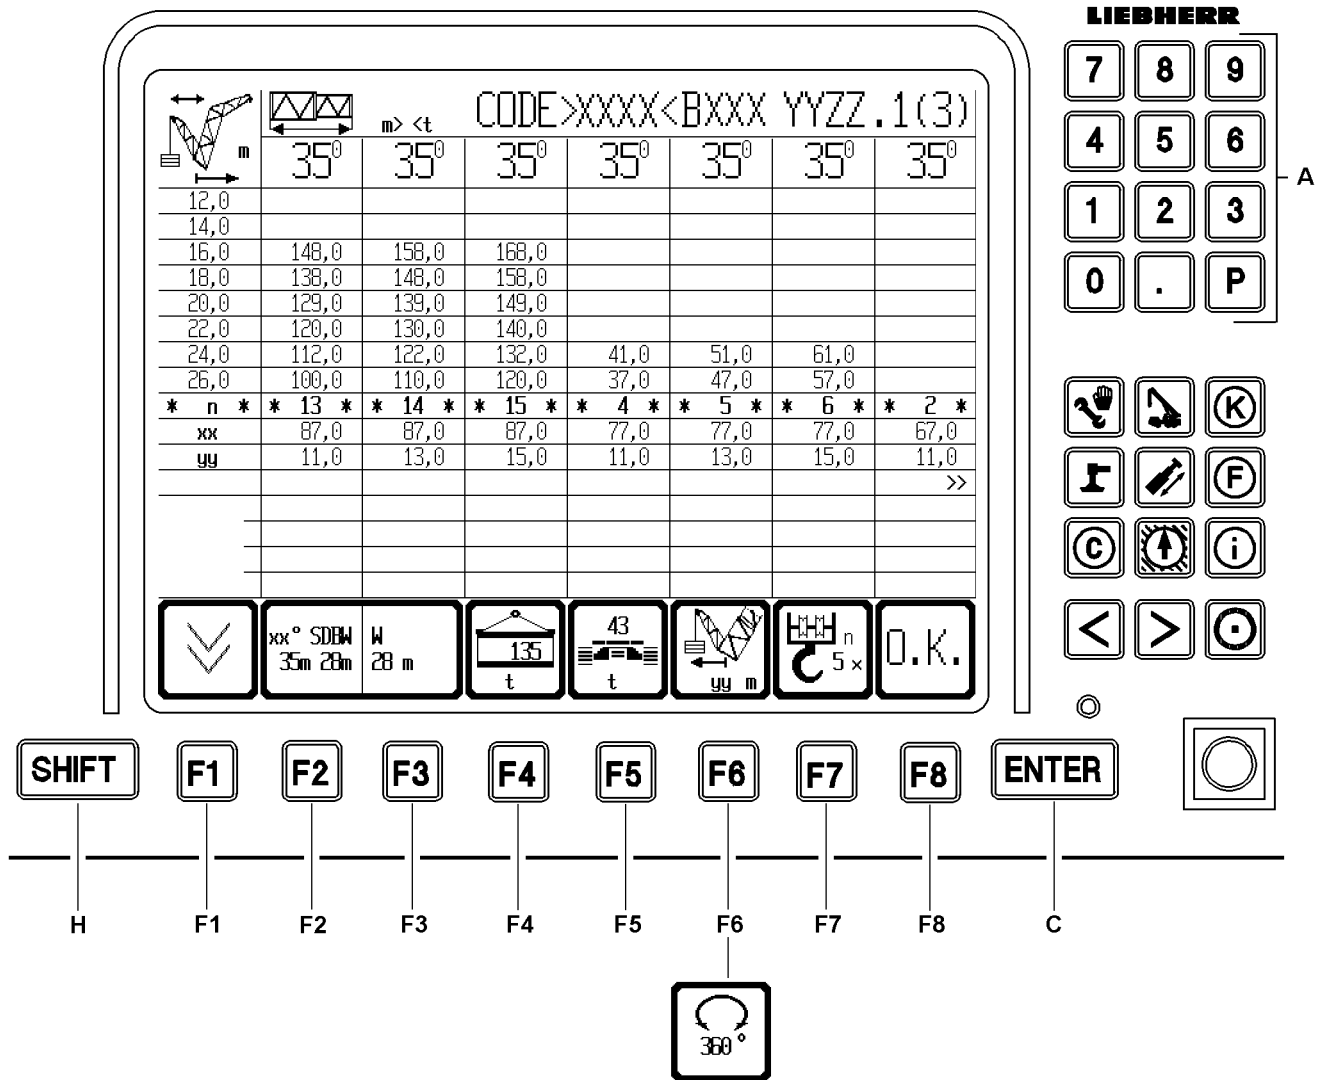 LIEBHERR
7 8 9
4 5 6
A
1 2 3
0 . P
m
m> <t
CODE>XXXX<BXXX YYZZ.1(3)
35° 35° 35° 35° 35° 35° 35°
12,0
14,0
16,0 148,0 158,0 168,0
18,0 138,0 148,0 158,0
20,0 129,0 139,0 149,0
22,0 120,0 130,0 140,0
24,0 112,0 122,0 132,0 41,0 51,0 61,0
26,0 100,0 110,0 120,0 37,0 47,0 57,0
* n * * 13 * * 14 * * 15 * * 4 * * 5 * * 6 * * 2 *
xx 87,0 87,0 87,0 77,0 77,0 77,0 67,0
yy 11,0 13,0 15,0 11,0 13,0 15,0 11,0
>>
K
F
C i
< >
xx° SDBW
35m 28m
W
28 m
135
t
43
t
yy m
n
5 x
O.K.
SHIFT F1 F2 F3 F4 F5 F6 F7 F8 ENTER
H F1 F2 F3 F4 F5 F6 F7 F8 C
360°